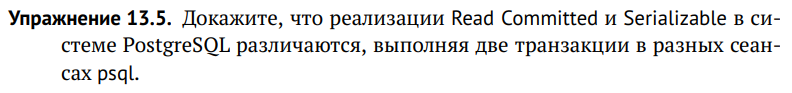 Упражнение 13.5. Докажите, что реализации Read Committed и Serializable в си-
стеме PostgreSQL различаются, выполняя две транзакции в разных сеан-
сах psql.